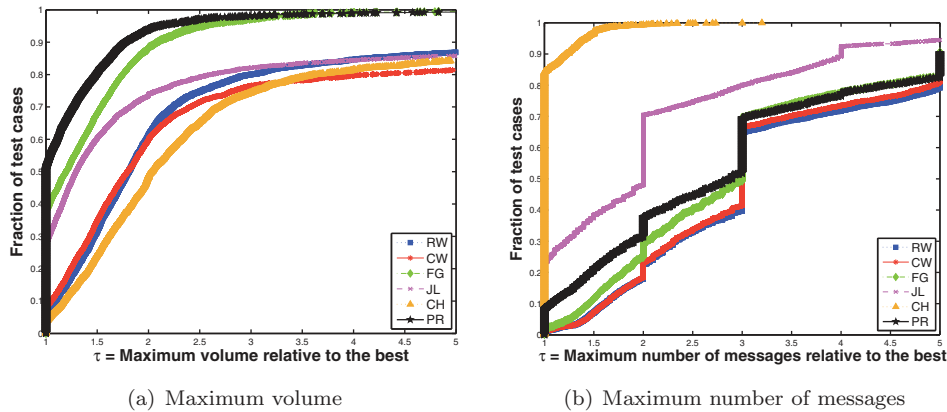 Fraction of test cases
1
0.9
0.8
0.7
0.6
0.5
0.4
0.3
0.2
0.1
0
1
1.5
2
2.5
3
3.5
4
4.5
5
RW
CW
FG
JL
CH
PR
τ = Maximum volume relative to the best
(a) Maximum volume
Fraction of test cases
1
0.9
0.8
0.7
0.6
0.5
0.4
0.3
0.2
0.1
0
1
1.5
2
2.5
3
3.5
4
4.5
5
RW
CW
FG
JL
CH
PR
τ = Maximum number of messages relative to the best
(b) Maximum number of messages